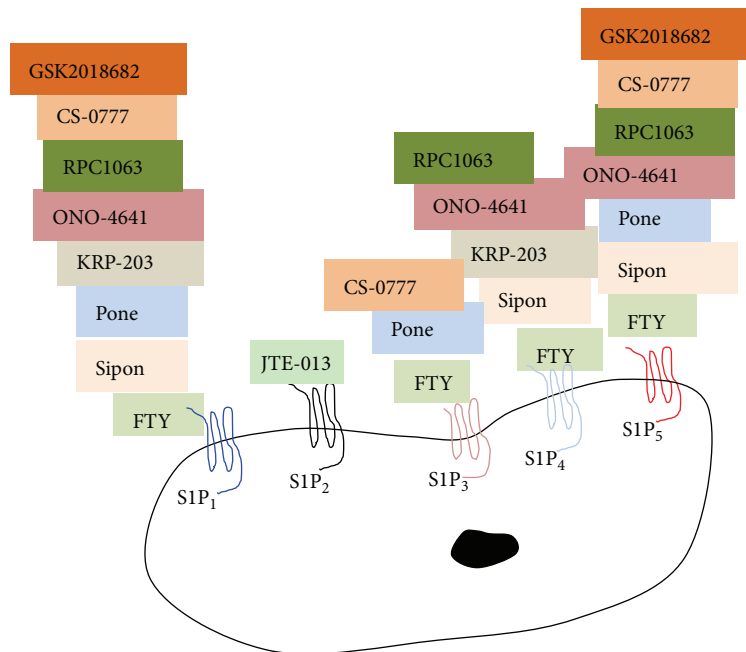 GSK2018682
CS-0777
RPC1063
ONO-4641
KRP-203
Pone
Sipon
FTY
S1P1
JTE-013
S1P2
CS-0777
Pone
FTY
S1P3
RPC1063
ONO-4641
KRP-203
Sipon
FTY
S1P4
GSK2018682
CS-0777
RPC1063
ONO-4641
Pone
Sipon
FTY
S1P5